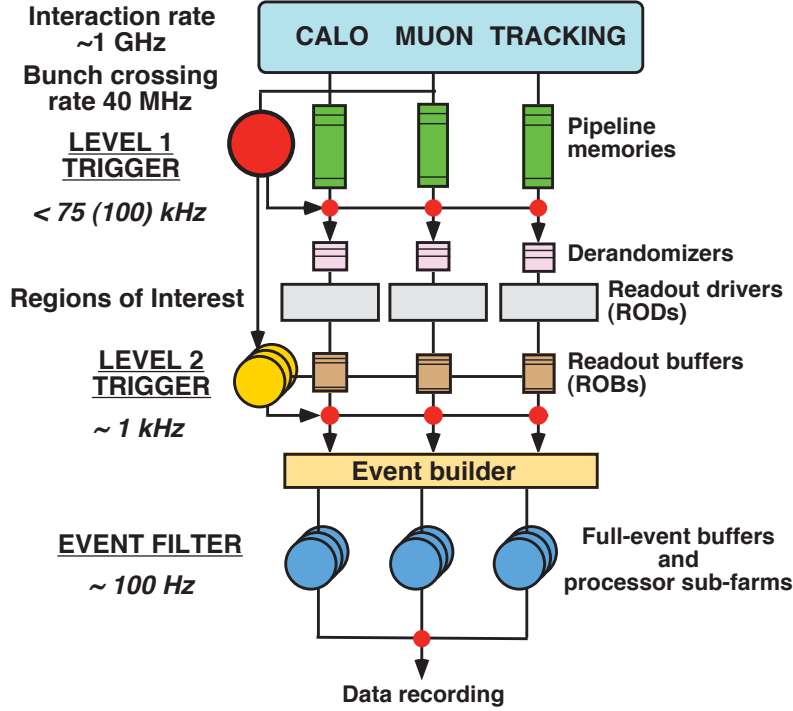 Interaction rate
~1 GHz
CALO MUON TRACKING
Bunch crossing
rate 40 MHz
LEVEL 1
TRIGGER
< 75 (100) kHz
Pipeline
memories
Derandomizers
Regions of Interest
Readout drivers
(RODs)
LEVEL 2
TRIGGER
~ 1 kHz
Readout buffers
(ROBs)
Event builder
EVENT FILTER
~ 100 Hz
Full-event buffers
and
processor sub-farms
Data recording